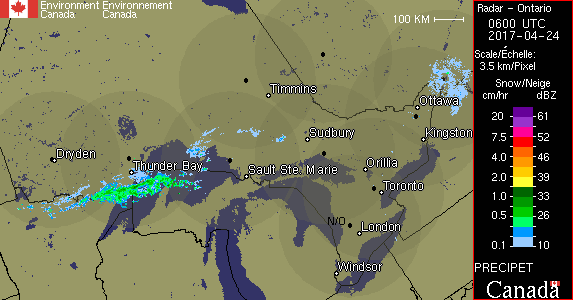 Environment Environnement
Canada Canada
100 KM
Timmins
Ottawa
Kingston
Sudbury
Dryden
Thunder Bay
Sault Ste. Marie
Orillia
Toronto
N/O
London
Windsor
Radar - Ontario
0600 UTC
2017-04-24
Scale/Échelle:
3.5 km/Pixel
Snow/Neige
cm/hr dBZ
20 61
7.5 52
4.0 46
2.0 39
1.0 33
0.5 26
0.1 10
PRECIPET
Canada